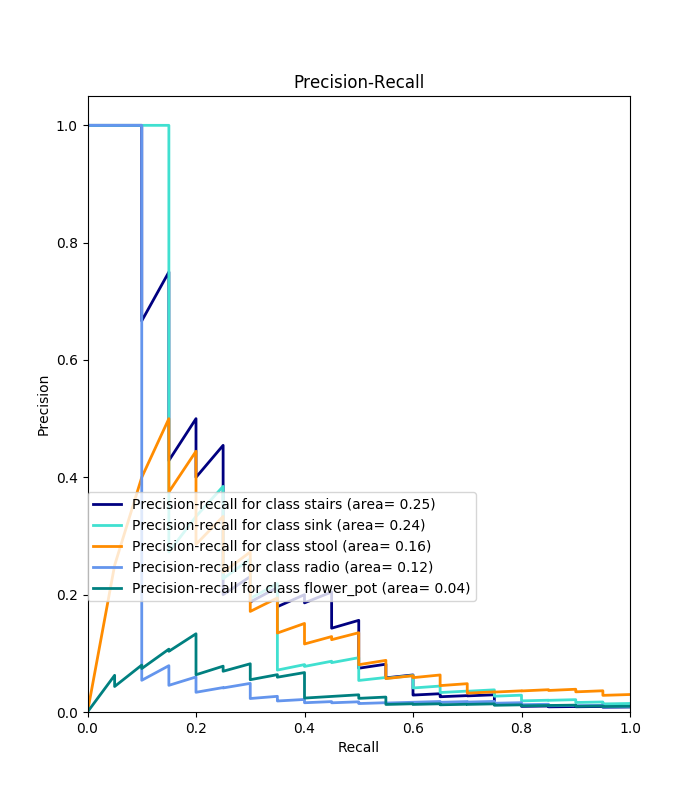 Precision-Recall
1.0
0.8
0.6
0.4
0.2
0.0
Precision
Precision-recall for class stairs (area= 0.25)
Precision-recall for class sink (area= 0.24)
Precision-recall for class stool (area= 0.16)
Precision-recall for class radio (area= 0.12)
Precision-recall for class flower_pot (area= 0.04)
0.0 0.2 0.4 0.6 0.8 1.0
Recall